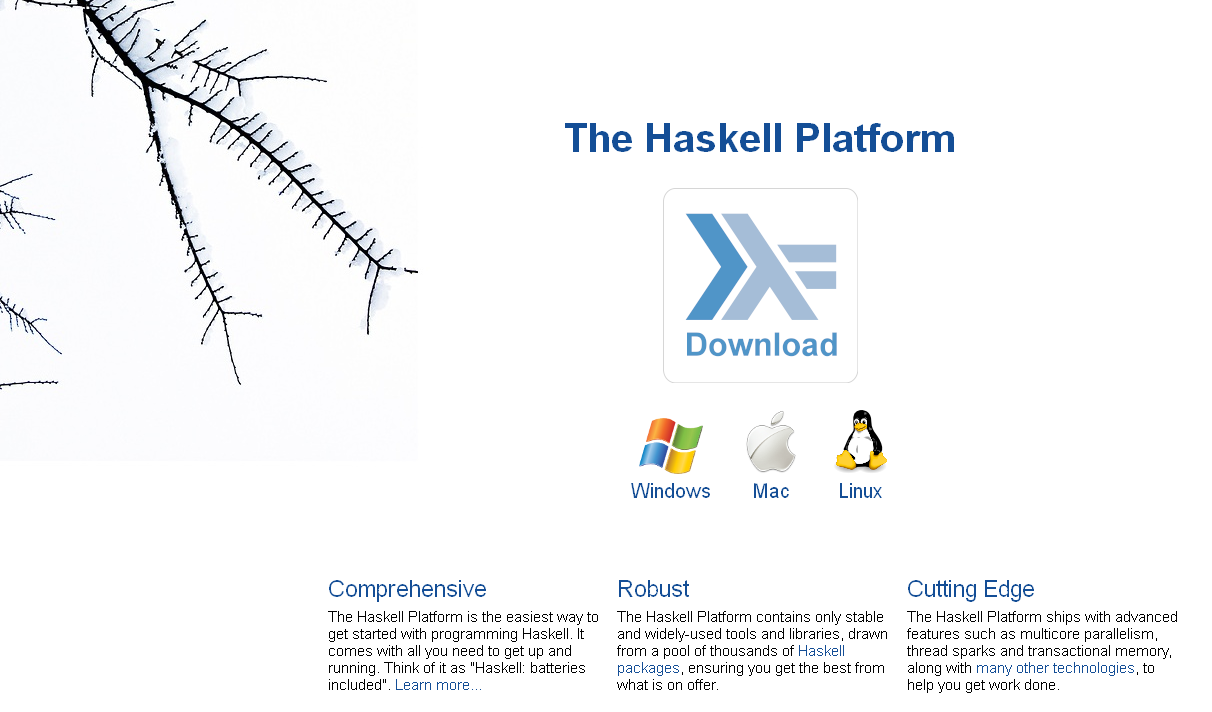 The Haskell Platform
Download
Windows
Mac
Linux
Comprehensive
The Haskell Platform is the easiest way to
get started with programming Haskell. It
comes with all you need to get up and
running. Think of it as "Haskell: batteries
included". Learn more...
Robust
The Haskell Platform contains only stable
and widely-used tools and libraries, drawn
from a pool of thousands of Haskell
packages, ensuring you get the best from
what is on offer.
Cutting Edge
The Haskell Platform ships with advanced
features such as multicore parallelism,
thread sparks and transactional memory,
along with many other technologies, to
help you get work done.